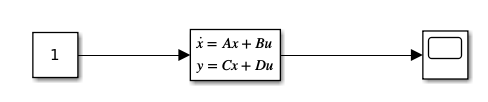 1
ẋ = Ax + Bu
y = Cx + Du